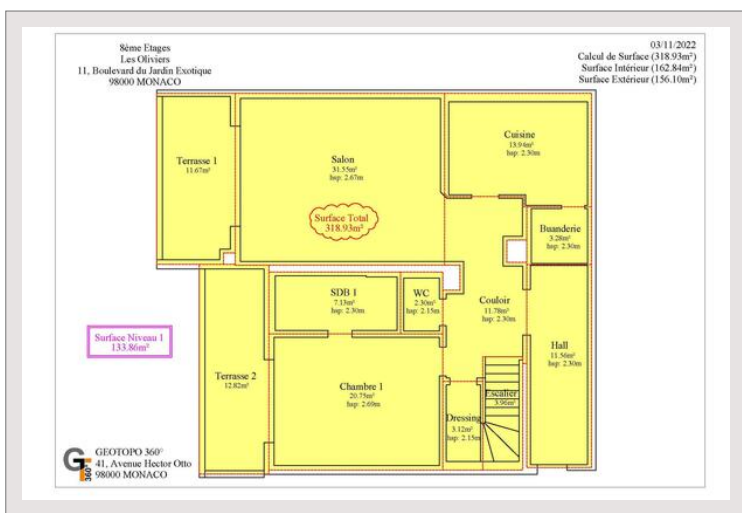 8ème Etages
Les Oliviers
11, Boulevard du Jardin Exotique
98000 MONACO
03/11/2022
Calcul de Surface (318.93m²)
Surface Intérieur (162.84m²)
Surface Extérieur (156.10m²)
Terrasse 1
11.67m²
Salon
31.55m²
hsp: 2.67m
Cuisine
13.94m²
hsp: 2.30m
Surface Total
318.93m²
Buanderie
3.28m²
hsp: 2.30m
SDB 1
7.13m²
hsp: 2.30m
WC
2.30m²
hsp: 2.15m
Couloir
11.78m²
hsp: 2.30m
Surface Niveau 1
133.86m²
Hall
11.56m²
hsp: 2.30m
Terrasse 2
12.82m²
Chambre 1
20.75m²
hsp: 2.69m
Escalier
3.96m²
Dressing
3.12m²
hsp: 2.15m
GT
360°
GEOTOPO 360°
41, Avenue Hector Otto
98000 MONACO